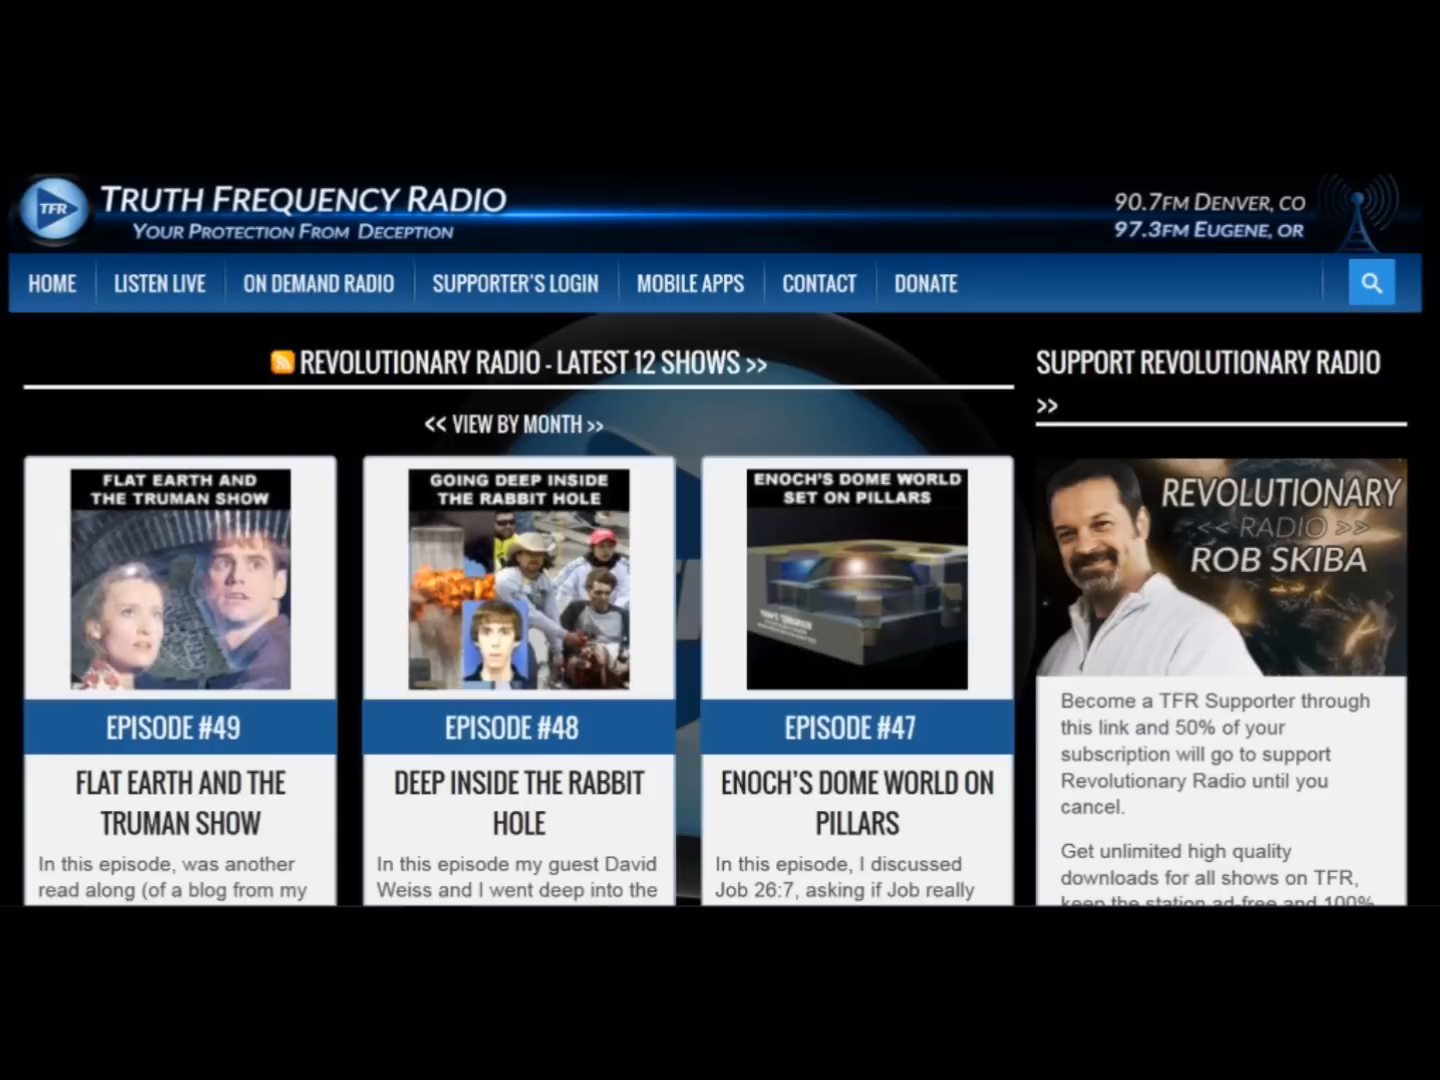 TFR
TRUTH FREQUENCY RADIO
YOUR PROTECTION FROM DECEPTION
90.7FM DENVER, CO
97.3FM EUGENE, OR
HOME
LISTEN LIVE
ON DEMAND RADIO
SUPPORTER'S LOGIN
MOBILE APPS
CONTACT
DONATE
REVOLUTIONARY RADIO - LATEST 12 SHOWS >>
<< VIEW BY MONTH >>
FLAT EARTH AND
THE TRUMAN SHOW
EPISODE #49
FLAT EARTH AND THE
TRUMAN SHOW
In this episode, was another
read along (of a blog from my
GOING DEEP INSIDE
THE RABBIT HOLE
EPISODE #48
DEEP INSIDE THE RABBIT
HOLE
In this episode my guest David
Weiss and I went deep into the
ENOCH'S DOME WORLD
SET ON PILLARS
EPISODE #47
ENOCH'S DOME WORLD ON
PILLARS
In this episode, I discussed
Job 26:7, asking if Job really
SUPPORT REVOLUTIONARY RADIO
>>
REVOLUTIONARY
<< RADIO >>
ROB SKIBA
Become a TFR Supporter through
this link and 50% of your
subscription will go to support
Revolutionary Radio until you
cancel.
Get unlimited high quality
downloads for all shows on TFR,
keep the station ad-free and 100%